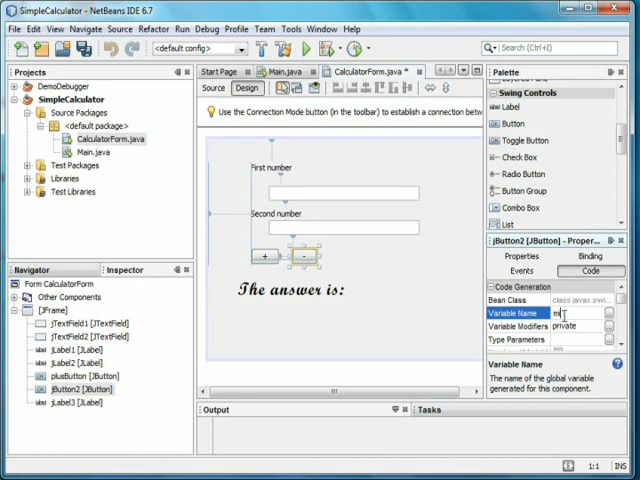 SimpleCalculator - NetBeans IDE 6.7
File Edit View Navigate Source Refactor Run Debug Profile Team Tools Window Help
<default config>
Search (Ctrl+I)
Projects
DemoDebugger
SimpleCalculator
Source Packages
<default package>
CalculatorForm.java
Main.java
Test Packages
Libraries
Test Libraries
Navigator
Inspector
Form CalculatorForm
Other Components
[JFrame]
jTextField1 [JTextField]
jTextField2 [JTextField]
jLabel1 [JLabel]
jLabel2 [JLabel]
plusButton [JButton]
jButton2 [JButton]
jLabel3 [JLabel]
Start Page
Main.java
CalculatorForm.java *
Source
Design
Use the Connection Mode button (in the toolbar) to establish a connection betwe
First number
Second number
+
-
The answer is:
Output
Tasks
Palette
Swing Controls
Label
Button
Toggle Button
Check Box
Radio Button
Button Group
Combo Box
List
jButton2 [JButton] - Proper...
Properties
Binding
Events
Code
Code Generation
Bean Class class javax.swi...
Variable Name mi
Variable Modifiers private
Type Parameters
Variable Name
The name of the global variable
generated for this component.
1:1
INS